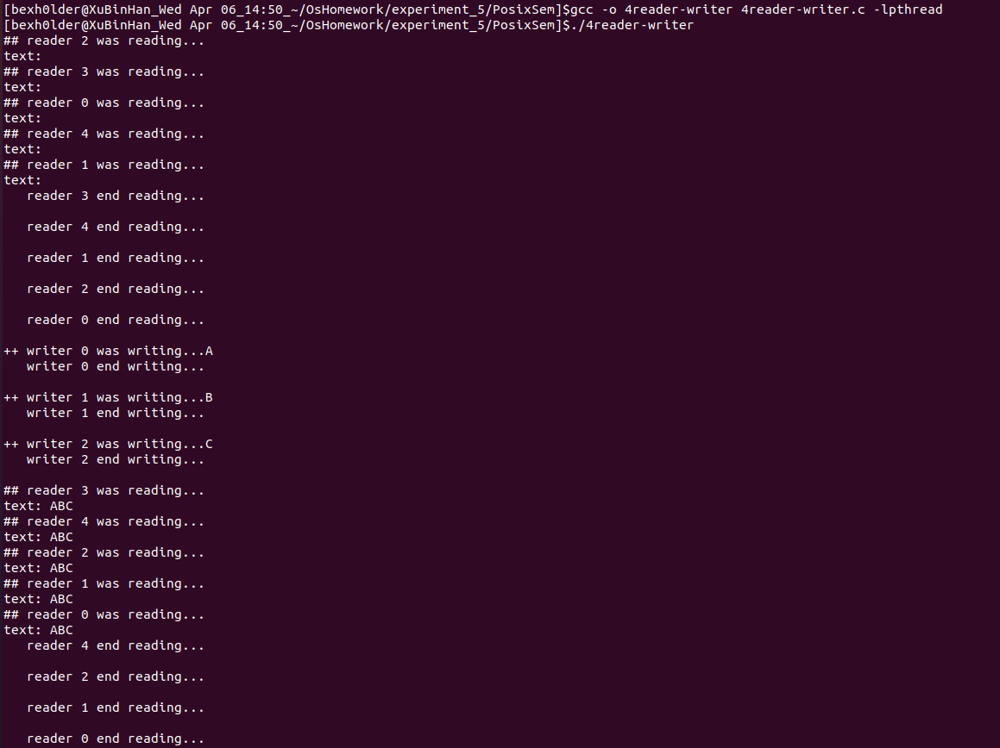 [bexh0lder@XuBinHan_Wed Apr 06_14:50_~/OsHomework/experiment_5/PosixSem]$gcc -o 4reader-writer 4reader-writer.c -lpthread
[bexh0lder@XuBinHan_Wed Apr 06_14:50_~/OsHomework/experiment_5/PosixSem]$./4reader-writer
## reader 2 was reading...
text:
## reader 3 was reading...
text:
## reader 0 was reading...
text:
## reader 4 was reading...
text:
## reader 1 was reading...
text:
   reader 3 end reading...

   reader 4 end reading...

   reader 1 end reading...

   reader 2 end reading...

   reader 0 end reading...

++ writer 0 was writing...A
   writer 0 end writing...

++ writer 1 was writing...B
   writer 1 end writing...

++ writer 2 was writing...C
   writer 2 end writing...

## reader 3 was reading...
text: ABC
## reader 4 was reading...
text: ABC
## reader 2 was reading...
text: ABC
## reader 1 was reading...
text: ABC
## reader 0 was reading...
text: ABC
   reader 4 end reading...

   reader 2 end reading...

   reader 1 end reading...

   reader 0 end reading...